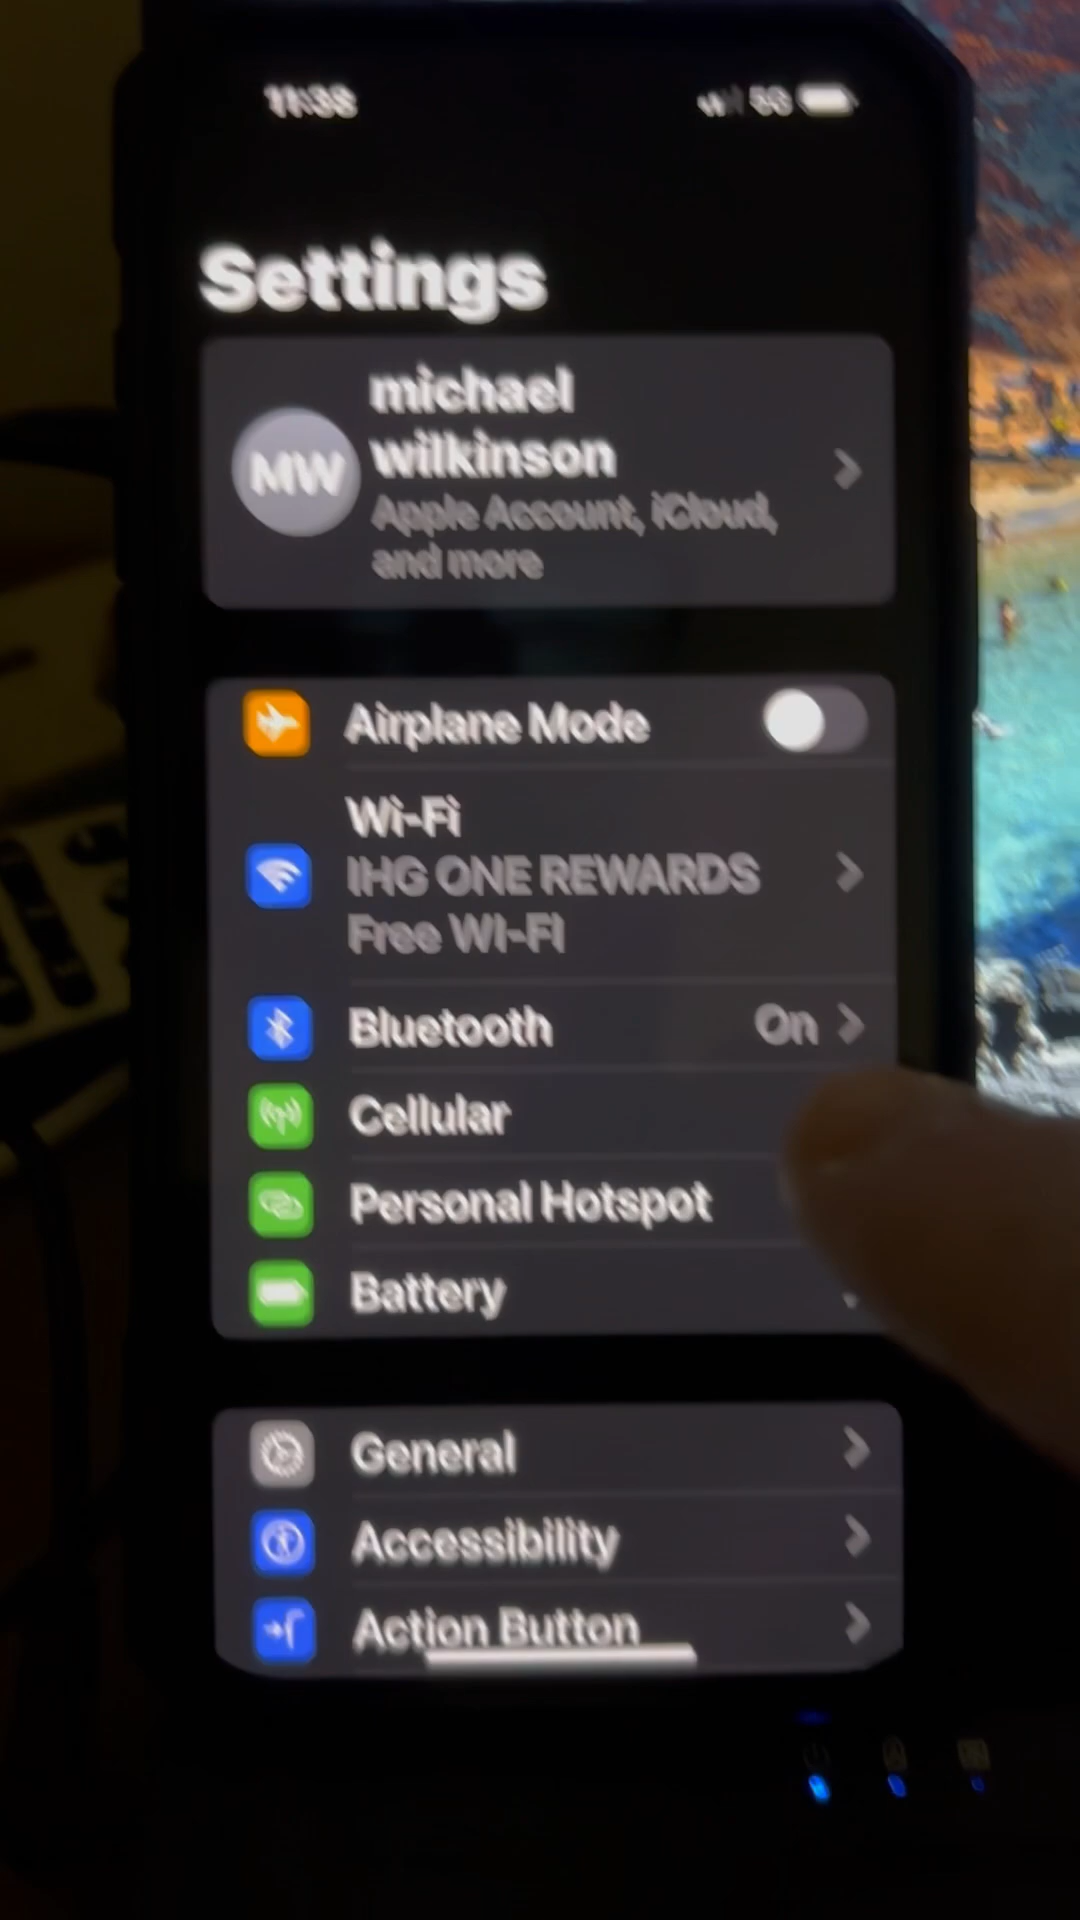 11:38
5G
Settings
MW
michael
wilkinson
Apple Account, iCloud,
and more
Airplane Mode
Wi-Fi
IHG ONE REWARDS
Free WI-FI
Bluetooth
On
Cellular
Personal Hotspot
Battery
General
Accessibility
Action Button